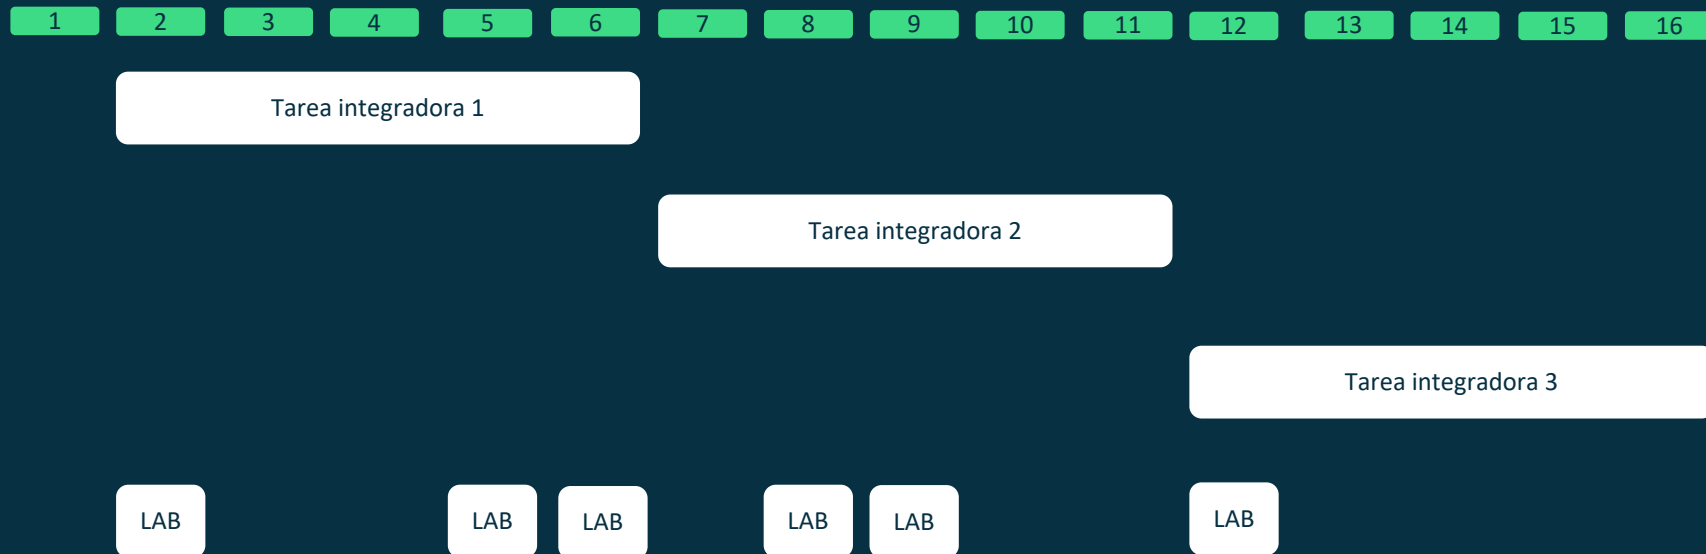 1 2 3 4 5 6 7 8 9 10 11 12 13 14 15 16
Tarea integradora 1
Tarea integradora 2
Tarea integradora 3
LAB LAB LAB LAB LAB LAB